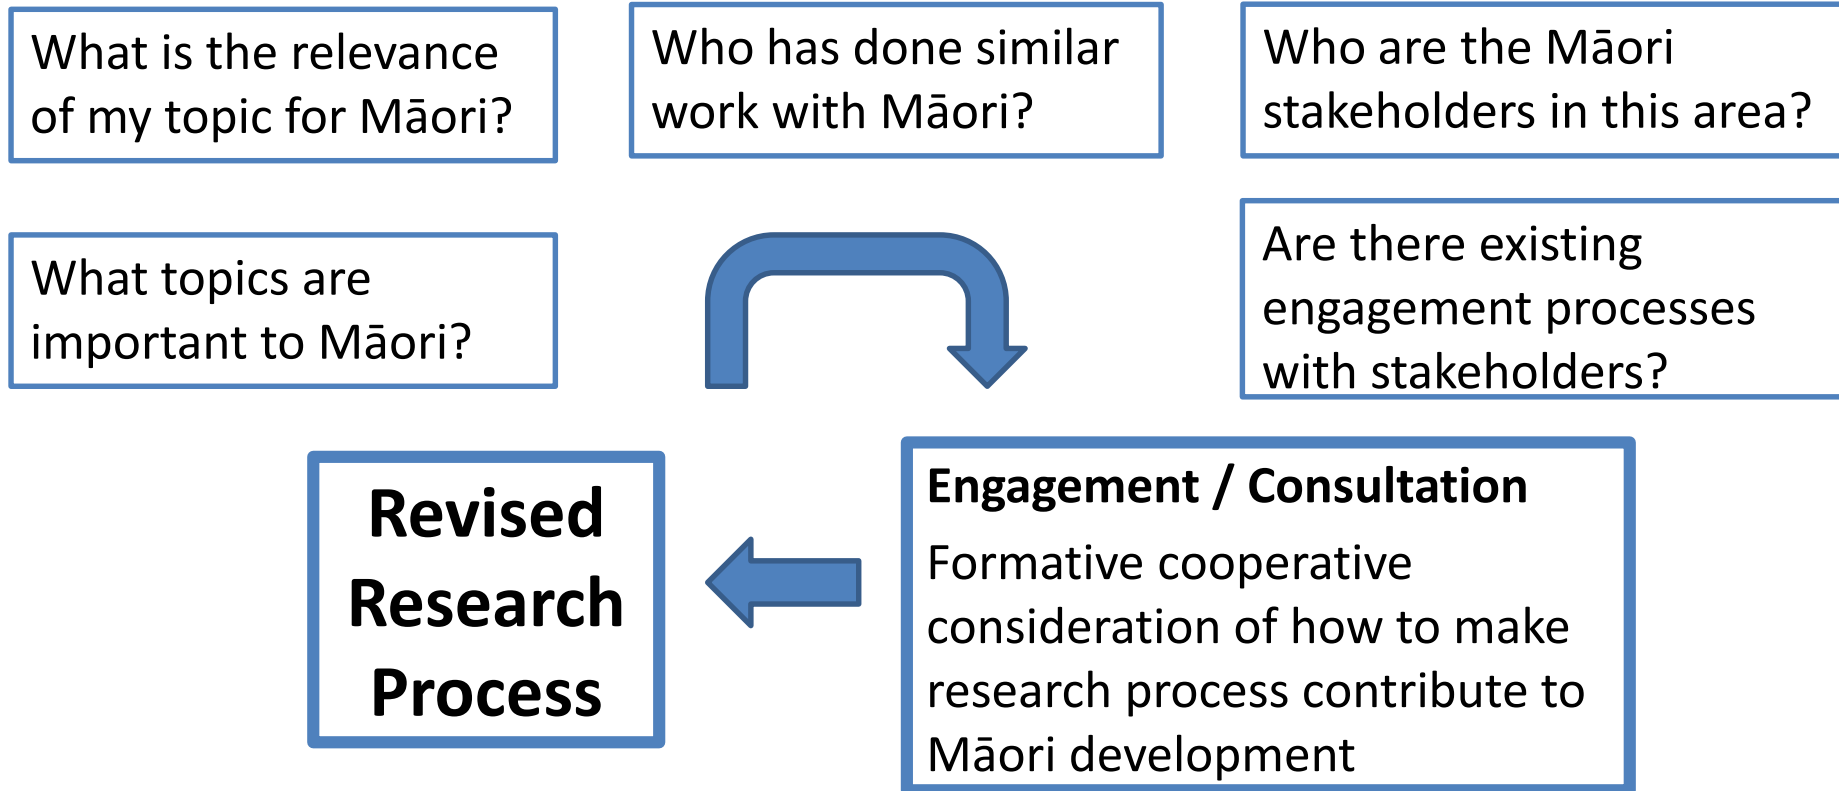 What is the relevance
of my topic for Māori?
Who has done similar
work with Māori?
Who are the Māori
stakeholders in this area?
What topics are
important to Māori?
Are there existing
engagement processes
with stakeholders?
Engagement / Consultation
Formative cooperative
consideration of how to make
research process contribute to
Māori development
Revised
Research
Process